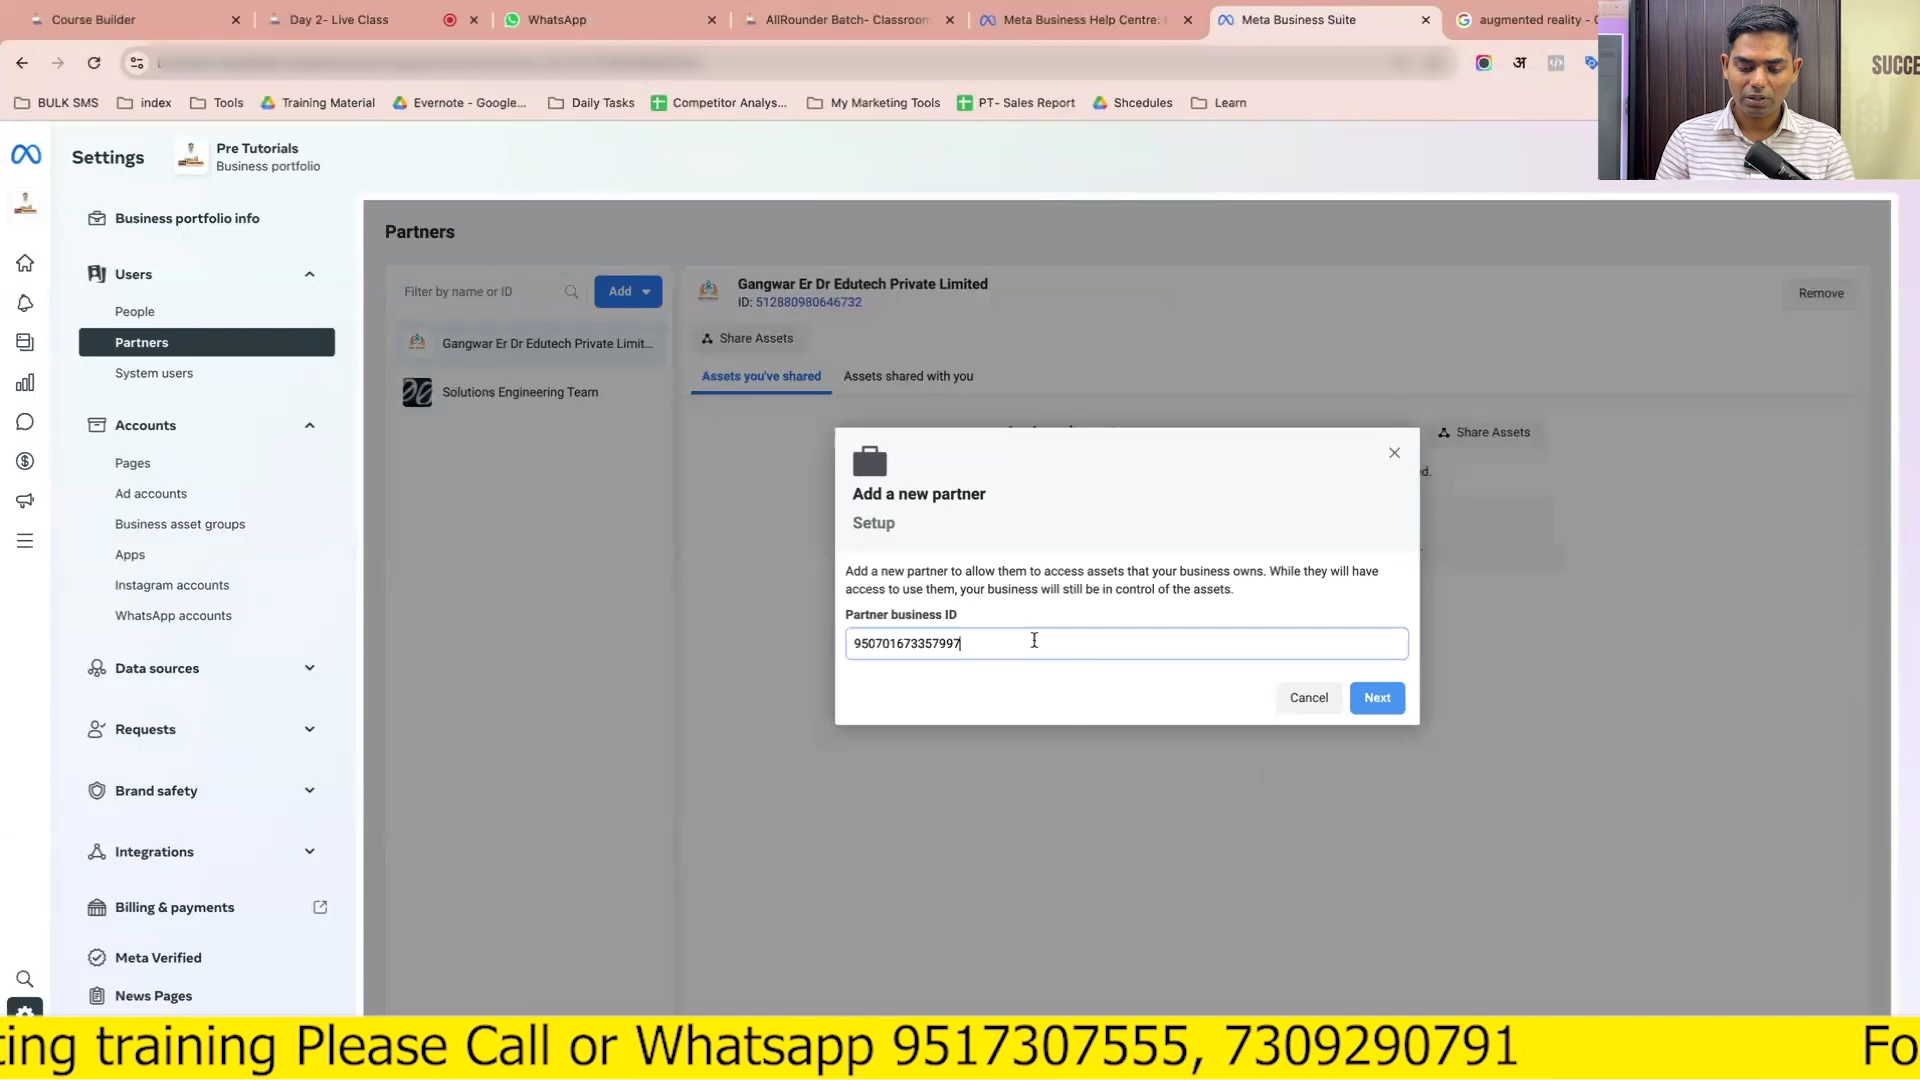 Course Builder
Day 2- Live Class
WhatsApp
AllRounder Batch- Classroom
Meta Business Help Centre:
Meta Business Suite
augmented reality -
SUCCE
अ
BULK SMS
index
Tools
Training Material
Evernote - Google...
Daily Tasks
Competitor Analys...
My Marketing Tools
PT- Sales Report
Shcedules
Learn
Settings
Pre Tutorials
Business portfolio
Business portfolio info
Users
People
Partners
System users
Accounts
Pages
Ad accounts
Business asset groups
Apps
Instagram accounts
WhatsApp accounts
Data sources
Requests
Brand safety
Integrations
Billing & payments
Meta Verified
News Pages
Partners
Filter by name or ID
Add
Gangwar Er Dr Edutech Private Limit...
Solutions Engineering Team
Gangwar Er Dr Edutech Private Limited
ID: 512880980646732
Remove
Share Assets
Assets you've shared
Assets shared with you
Share Assets
d.
Add a new partner
Setup
Add a new partner to allow them to access assets that your business owns. While they will have
access to use them, your business will still be in control of the assets.
Partner business ID
950701673357997
Cancel
Next
ting training Please Call or Whatsapp 9517307555, 7309290791
Fo